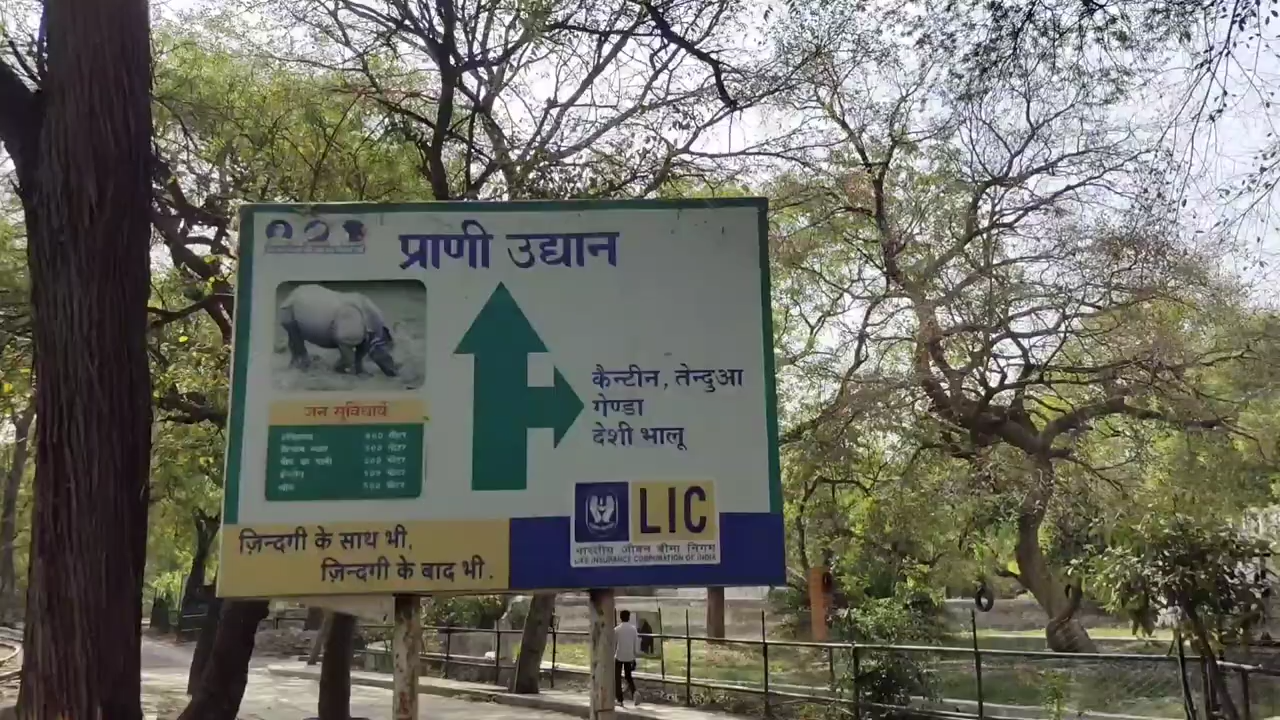 प्राणी उद्यान
कैन्टीन, तेन्दुआ
गेण्डा
देशी भालू
जन सुविधायें
ज़िन्दगी के साथ भी,
ज़िन्दगी के बाद भी.
LIC
भारतीय जीवन बीमा निगम
LIFE INSURANCE CORPORATION OF INDIA